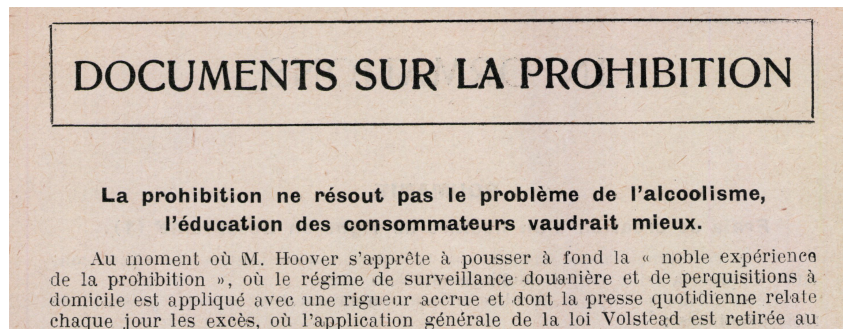 DOCUMENTS SUR LA PROHIBITION
La prohibition ne résout pas le problème de l'alcoolisme,
l'éducation des consommateurs vaudrait mieux.
Au moment où M. Hoover s'apprête à pousser à fond la « noble expérience
de la prohibition », où le régime de surveillance douanière et de perquisitions à
domicile est appliqué avec une rigueur accrue et dont la presse quotidienne relate
chaque jour les excès, où l'application générale de la loi Volstead est retirée au